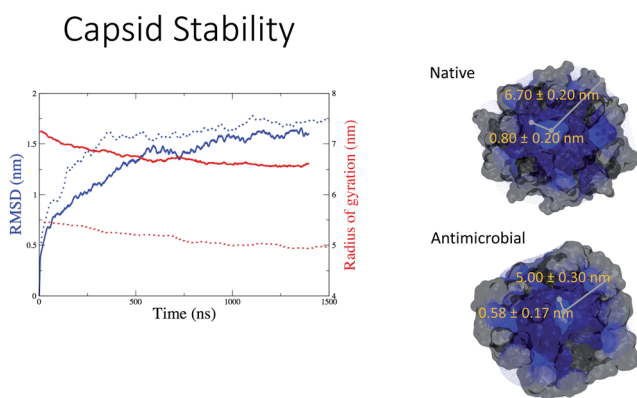 Capsid Stability
2
1.5
1
0.5
0
RMSD (nm)
0
500
1000
1500
Time (ns)
8
7
6
5
4
Radius of gyration (nm)
Native
6.70 ± 0.20 nm
0.80 ± 0.20 nm
Antimicrobial
5.00 ± 0.30 nm
0.58 ± 0.17 nm